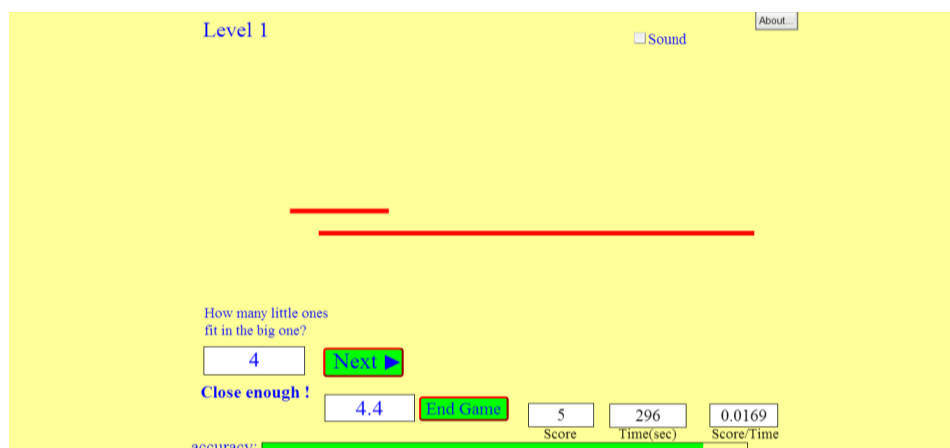 Level 1
About...
Sound
How many little ones
fit in the big one?
4
Next ▶
Close enough !
4.4
End Game
5
296
0.0169
Score
Time(sec)
Score/Time
accuracy: